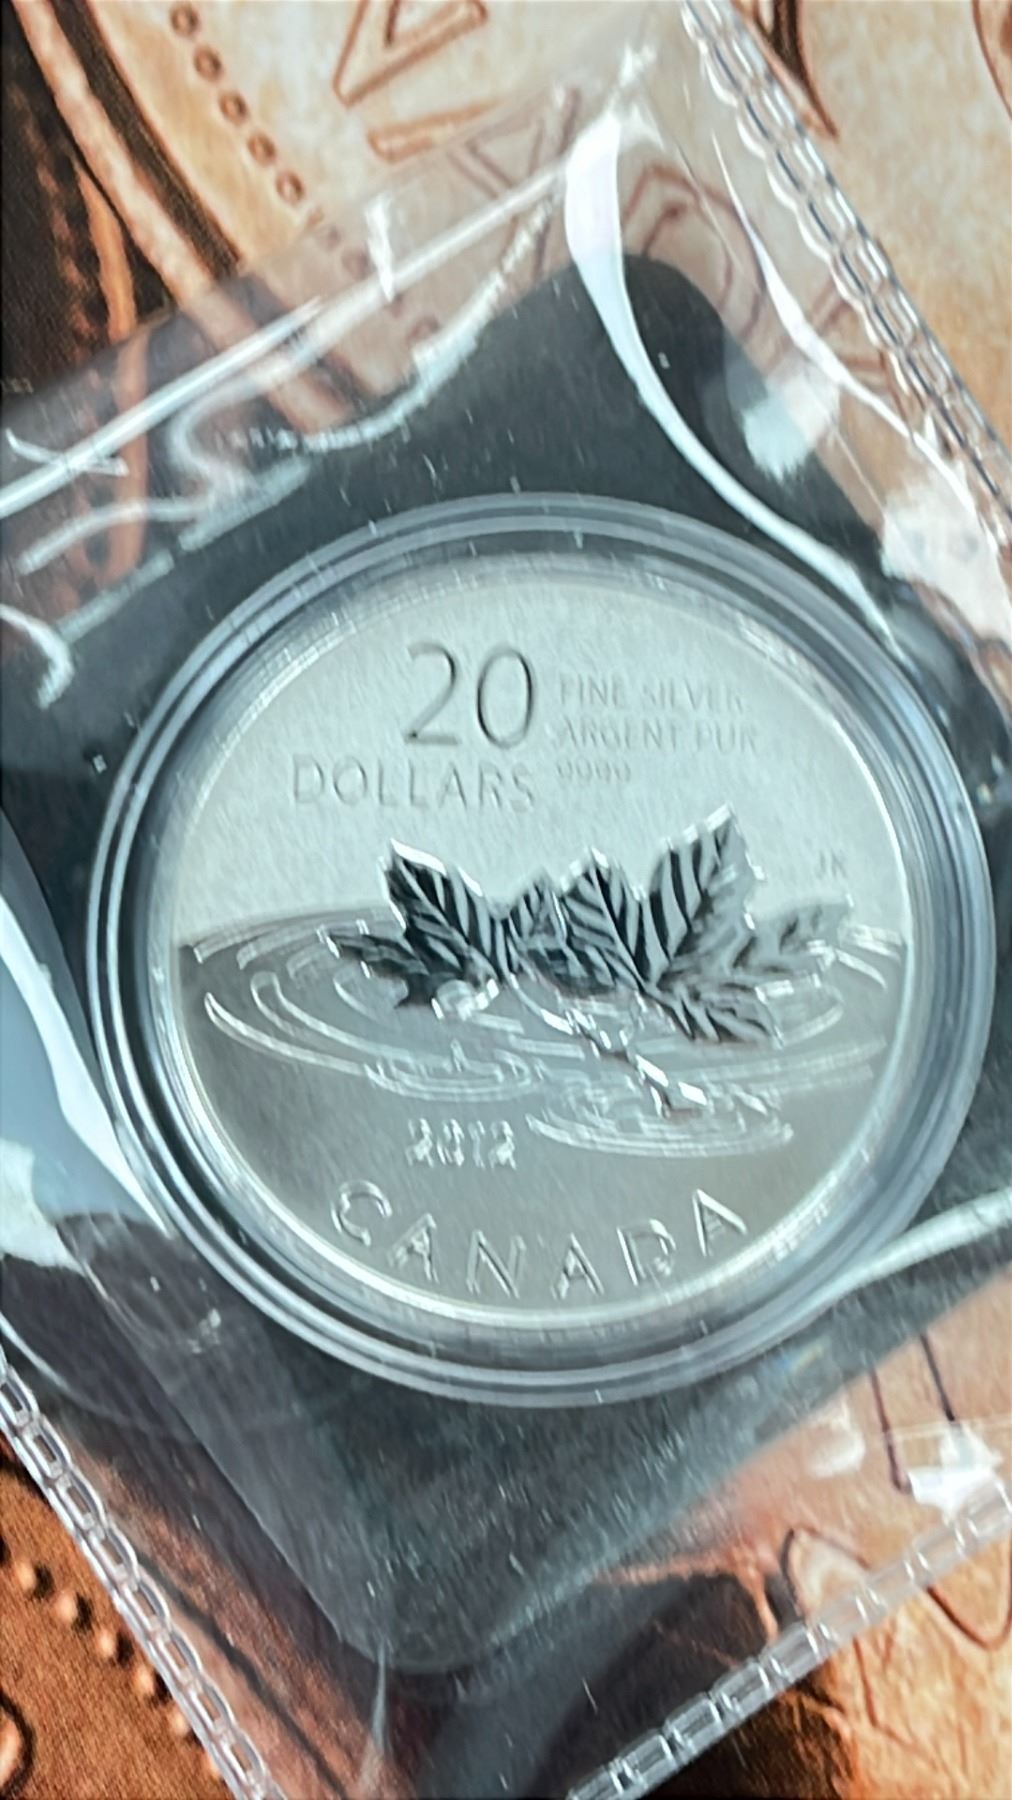 20
DOLLARS
FINE SILVER
ARGENT PUR
9999
JK
2012
CANADA